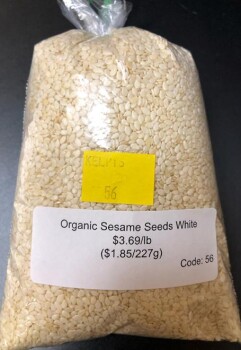 56
Organic Sesame Seeds White
$3.69/lb
($1.85/227g)
Code: 56